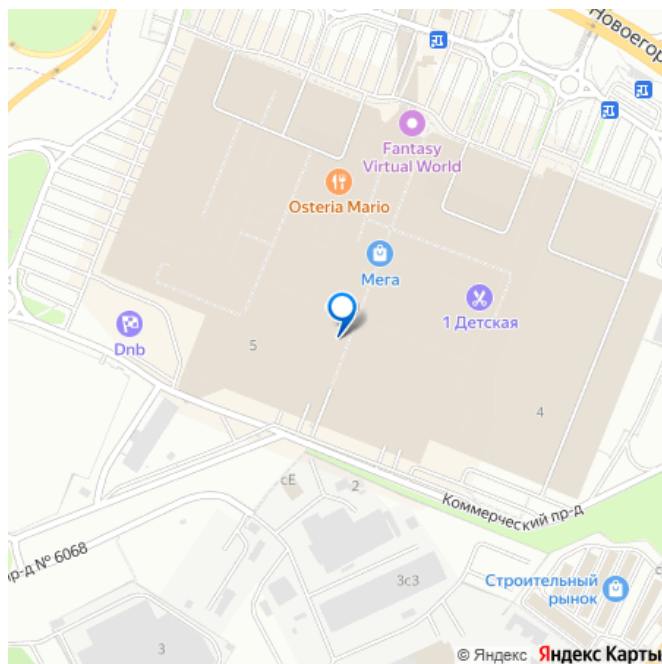 Новоегор
Fantasy
Virtual World
Osteria Mario
Мега
1 Детская
Dnb
5
4
сЕ
2
Коммерческий пр-д
пр-д № 6068
3с3
Строительный
рынок
с
3
© Яндекс Яндекс Карты